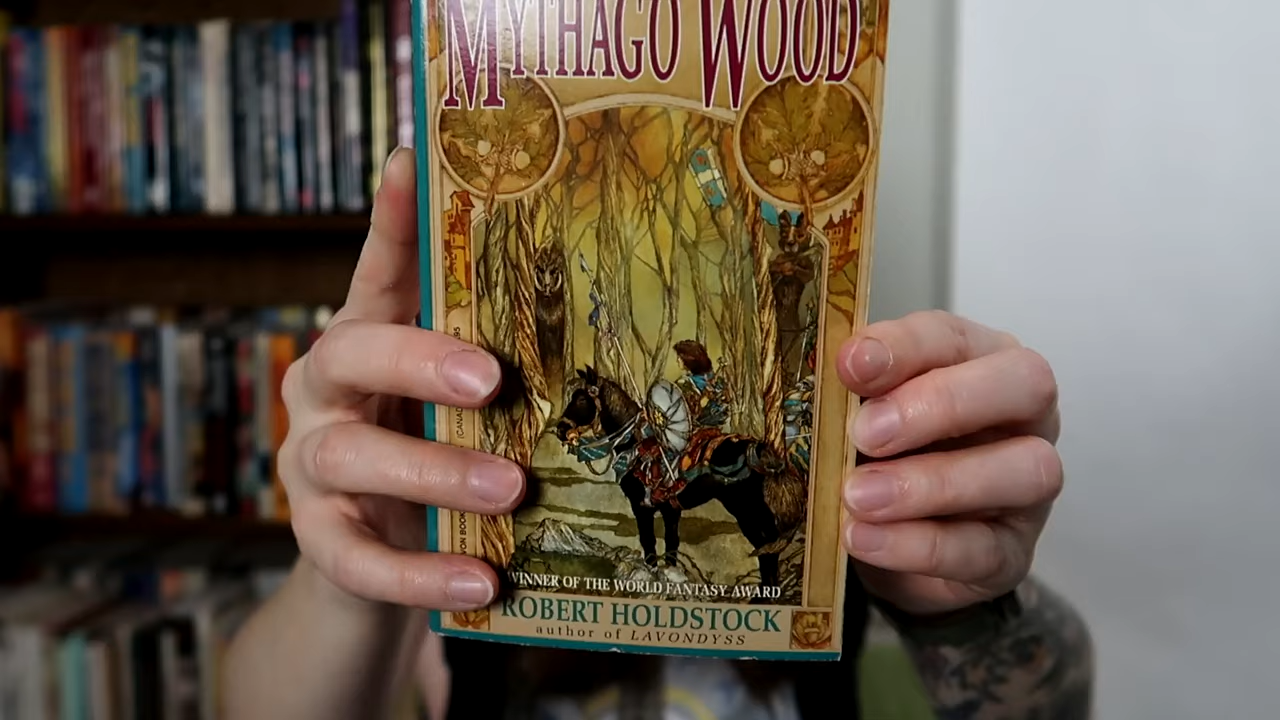 MYTHAGO WOOD
WINNER OF THE WORLD FANTASY AWARD
ROBERT HOLDSTOCK
author of LAVONDYSS